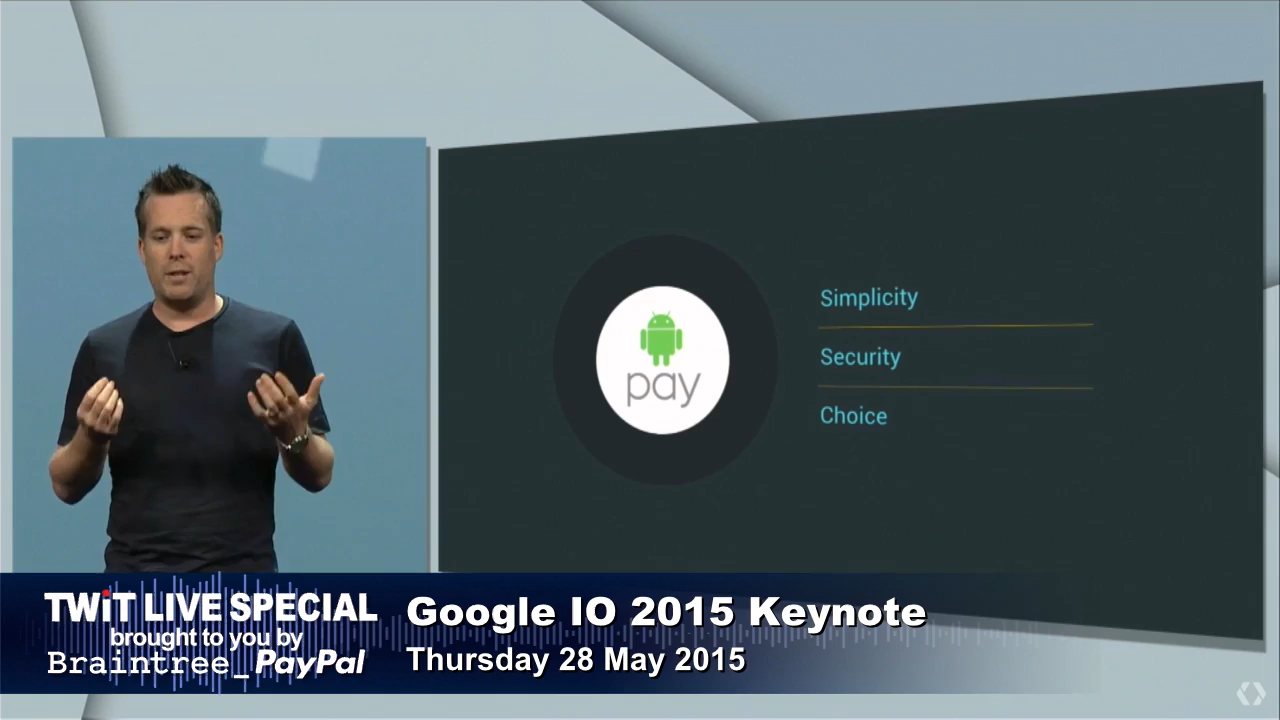 pay
Simplicity
Security
Choice
TWiT LIVE SPECIAL
brought to you by
Braintree_PayPal
Google IO 2015 Keynote
Thursday 28 May 2015